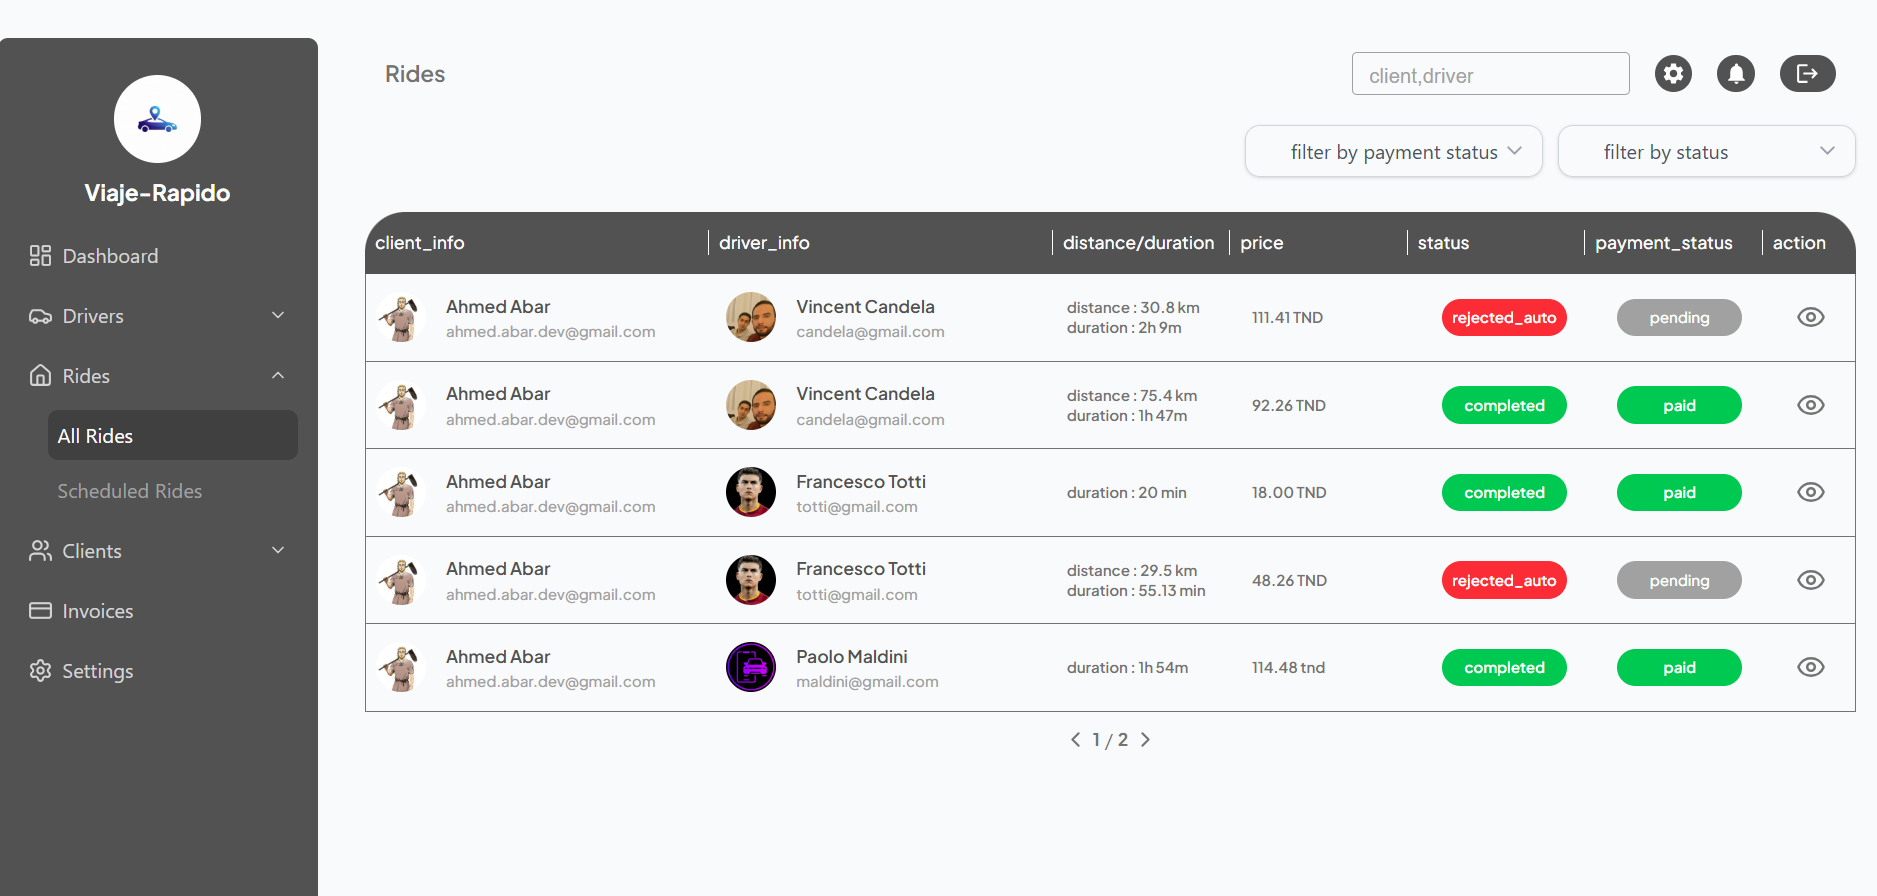 Viaje-Rapido
Dashboard
Drivers
Rides
All Rides
Scheduled Rides
Clients
Invoices
Settings
Rides
client,driver
filter by payment status
filter by status
client_info driver_info distance/duration price status payment_status action
Ahmed Abar
ahmed.abar.dev@gmail.com
Vincent Candela
candela@gmail.com
distance : 30.8 km
duration : 2h 9m
111.41 TND
rejected_auto
pending
Ahmed Abar
ahmed.abar.dev@gmail.com
Vincent Candela
candela@gmail.com
distance : 75.4 km
duration : 1h 47m
92.26 TND
completed
paid
Ahmed Abar
ahmed.abar.dev@gmail.com
Francesco Totti
totti@gmail.com
duration : 20 min
18.00 TND
completed
paid
Ahmed Abar
ahmed.abar.dev@gmail.com
Francesco Totti
totti@gmail.com
distance : 29.5 km
duration : 55.13 min
48.26 TND
rejected_auto
pending
Ahmed Abar
ahmed.abar.dev@gmail.com
Paolo Maldini
maldini@gmail.com
duration : 1h 54m
114.48 tnd
completed
paid
1 / 2